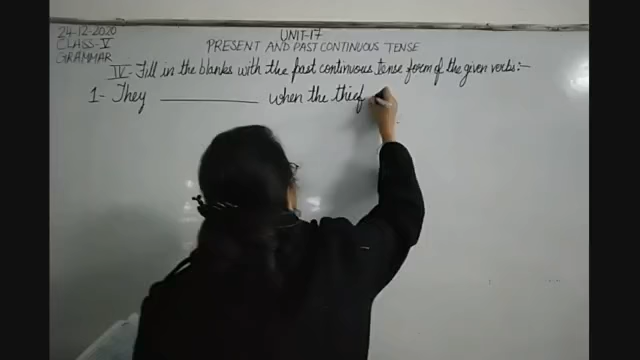 24-12-2020
CLASS-V
GRAMMAR
UNIT-17
PRESENT AND PAST CONTINUOUS TENSE
IV- Fill in the blanks with the past continuous tense form of the given verbs:-
1- They __________ when the thief